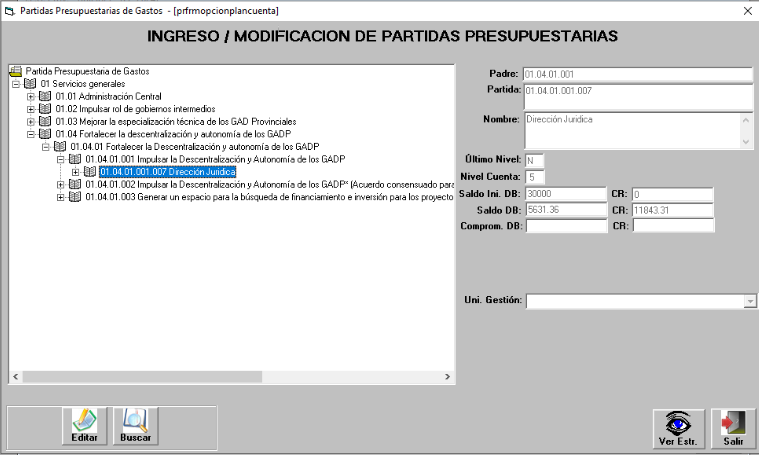 Partidas Presupuestarias de Gastos - [prfrmopcionplancuenta]
INGRESO / MODIFICACION DE PARTIDAS PRESUPUESTARIAS
Partida Presupuestaria de Gastos
01 Servicios generales
01.01 Administración Central
01.02 Impulsar rol de gobiernos intermedios
01.03 Mejorar la especialización técnica de los GAD Provinciales
01.04 Fortalecer la descentralización y autonomía de los GADP
01.04.01 Fortalecer la Descentralización y autonomía de los GADP
01.04.01.001 Impulsar la Descentralización y Autonomía de los GADP
01.04.01.001.007 Dirección Juridica
01.04.01.002 Impulsar la Descentralización y Autonomía de los GADP* (Acuerdo consensuado para
01.04.01.003 Generar un espacio para la búsqueda de financiamiento e inversión para los proyecto
Padre: 01.04.01.001
Partida: 01.04.01.001.007
Nombre: Dirección Juridica
Último Nivel: N
Nivel Cuenta: 5
Saldo Ini. DB: 30000 CR: 0
Saldo DB: 5631.36 CR: 11843.31
Comprom. DB: CR:
Uni. Gestión:
Editar Buscar Ver Estr. Salir